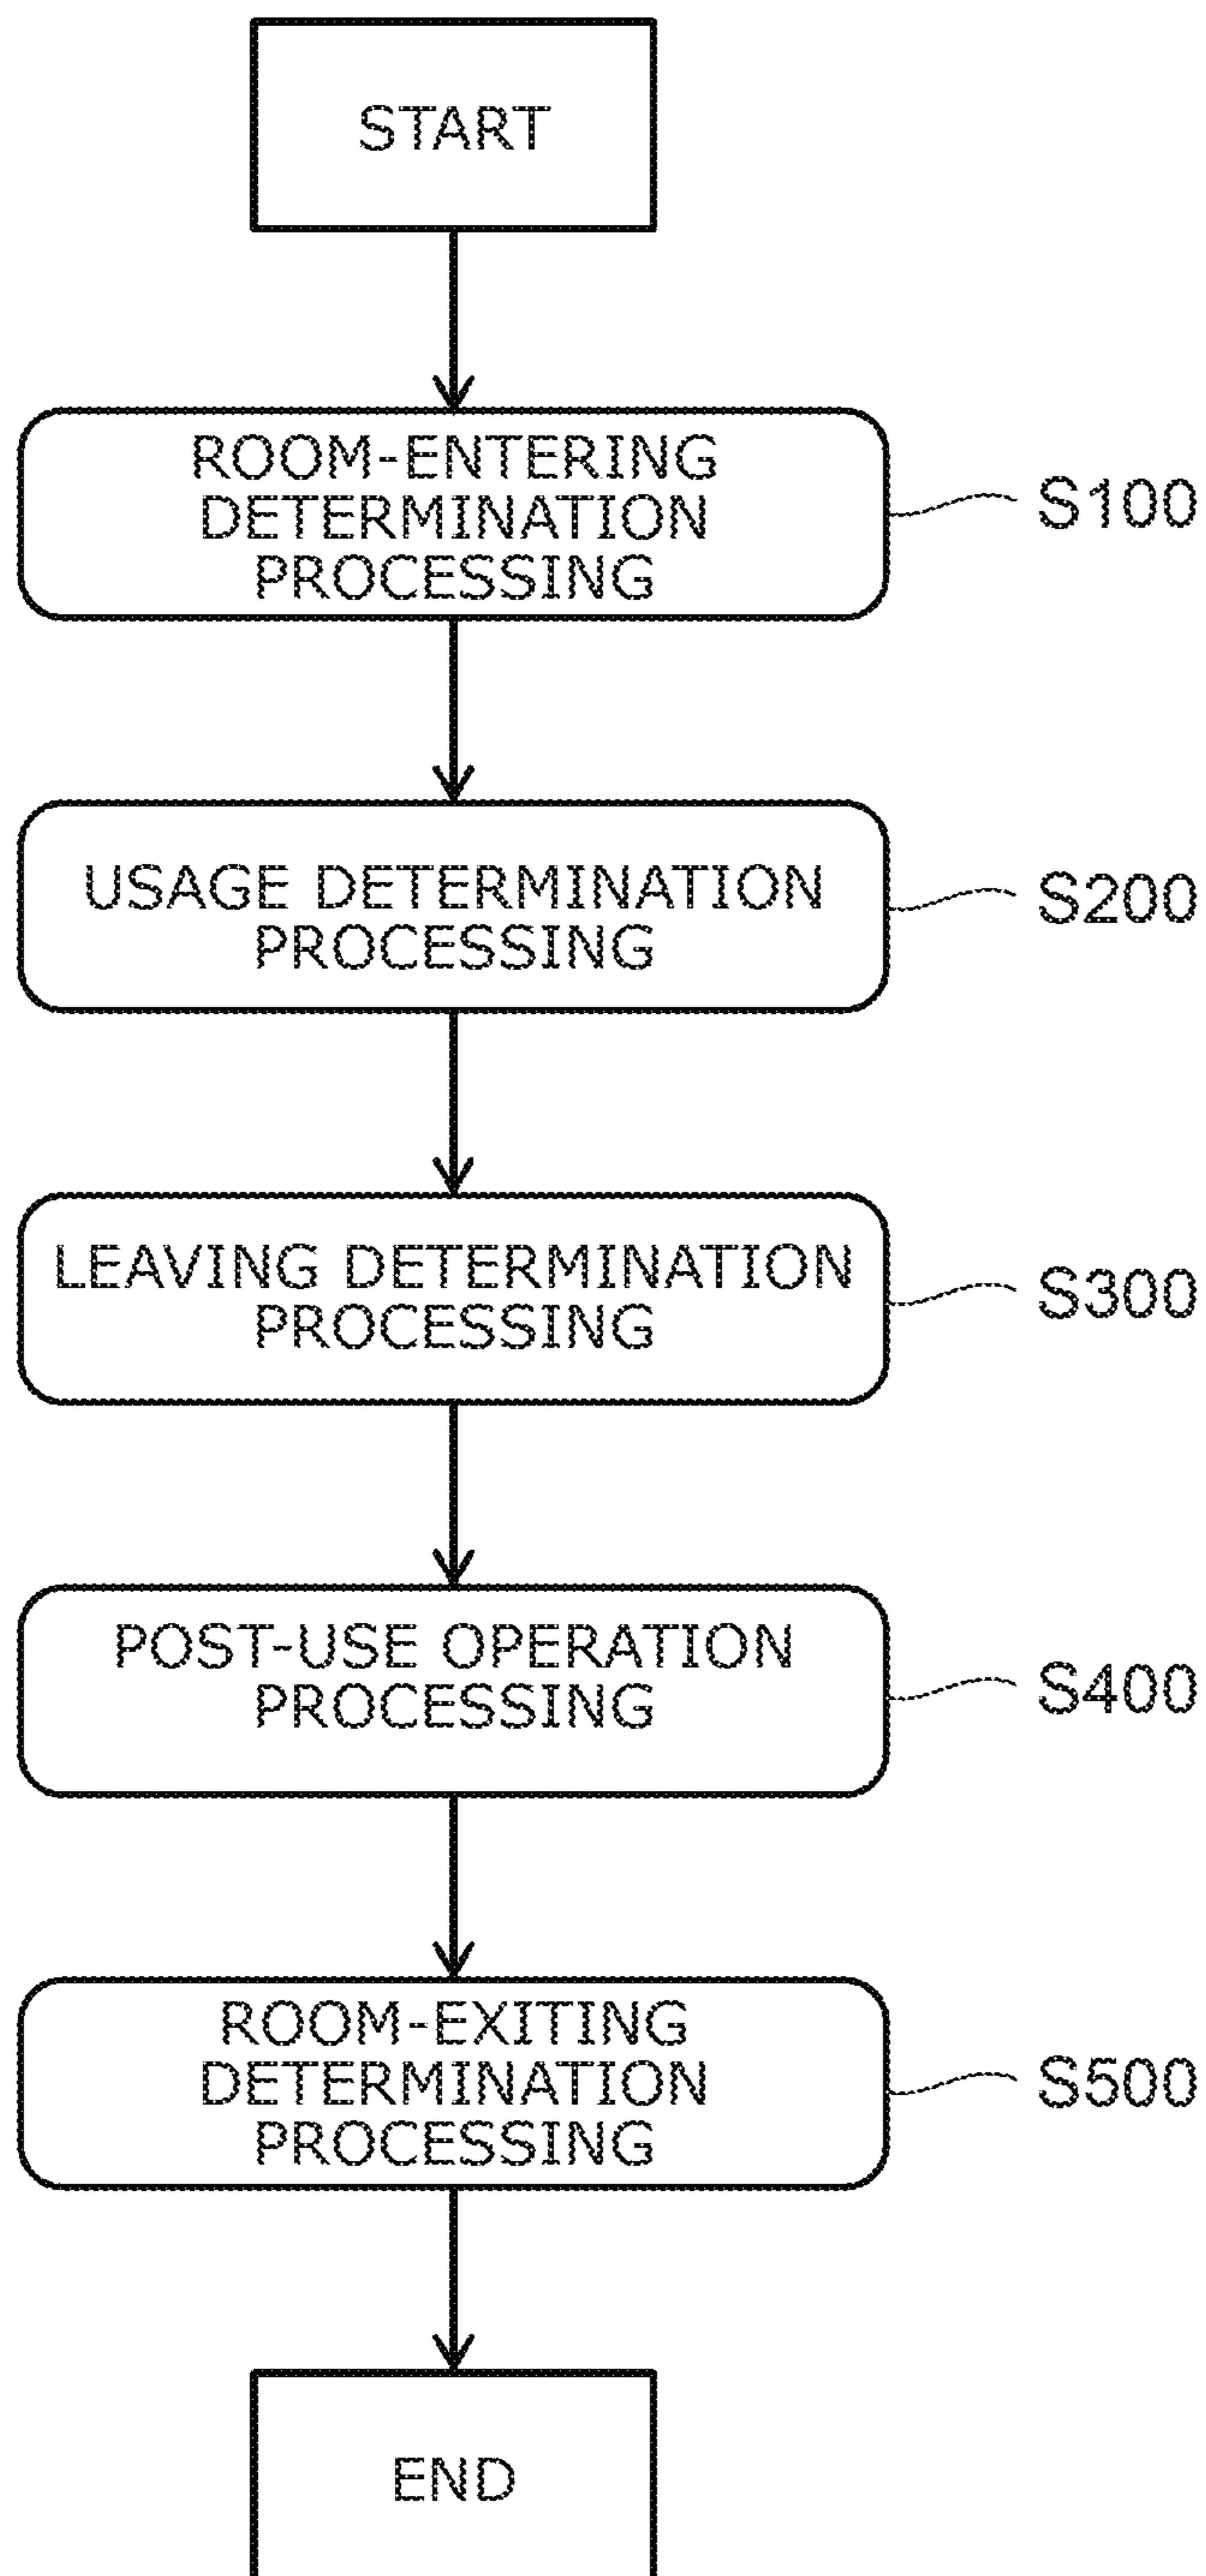 START
ROOM-ENTERING
DETERMINATION
PROCESSING
S100
USAGE DETERMINATION
PROCESSING
S200
LEAVING DETERMINATION
PROCESSING
S300
POST-USE OPERATION
PROCESSING
S400
ROOM-EXITING
DETERMINATION
PROCESSING
S500
END